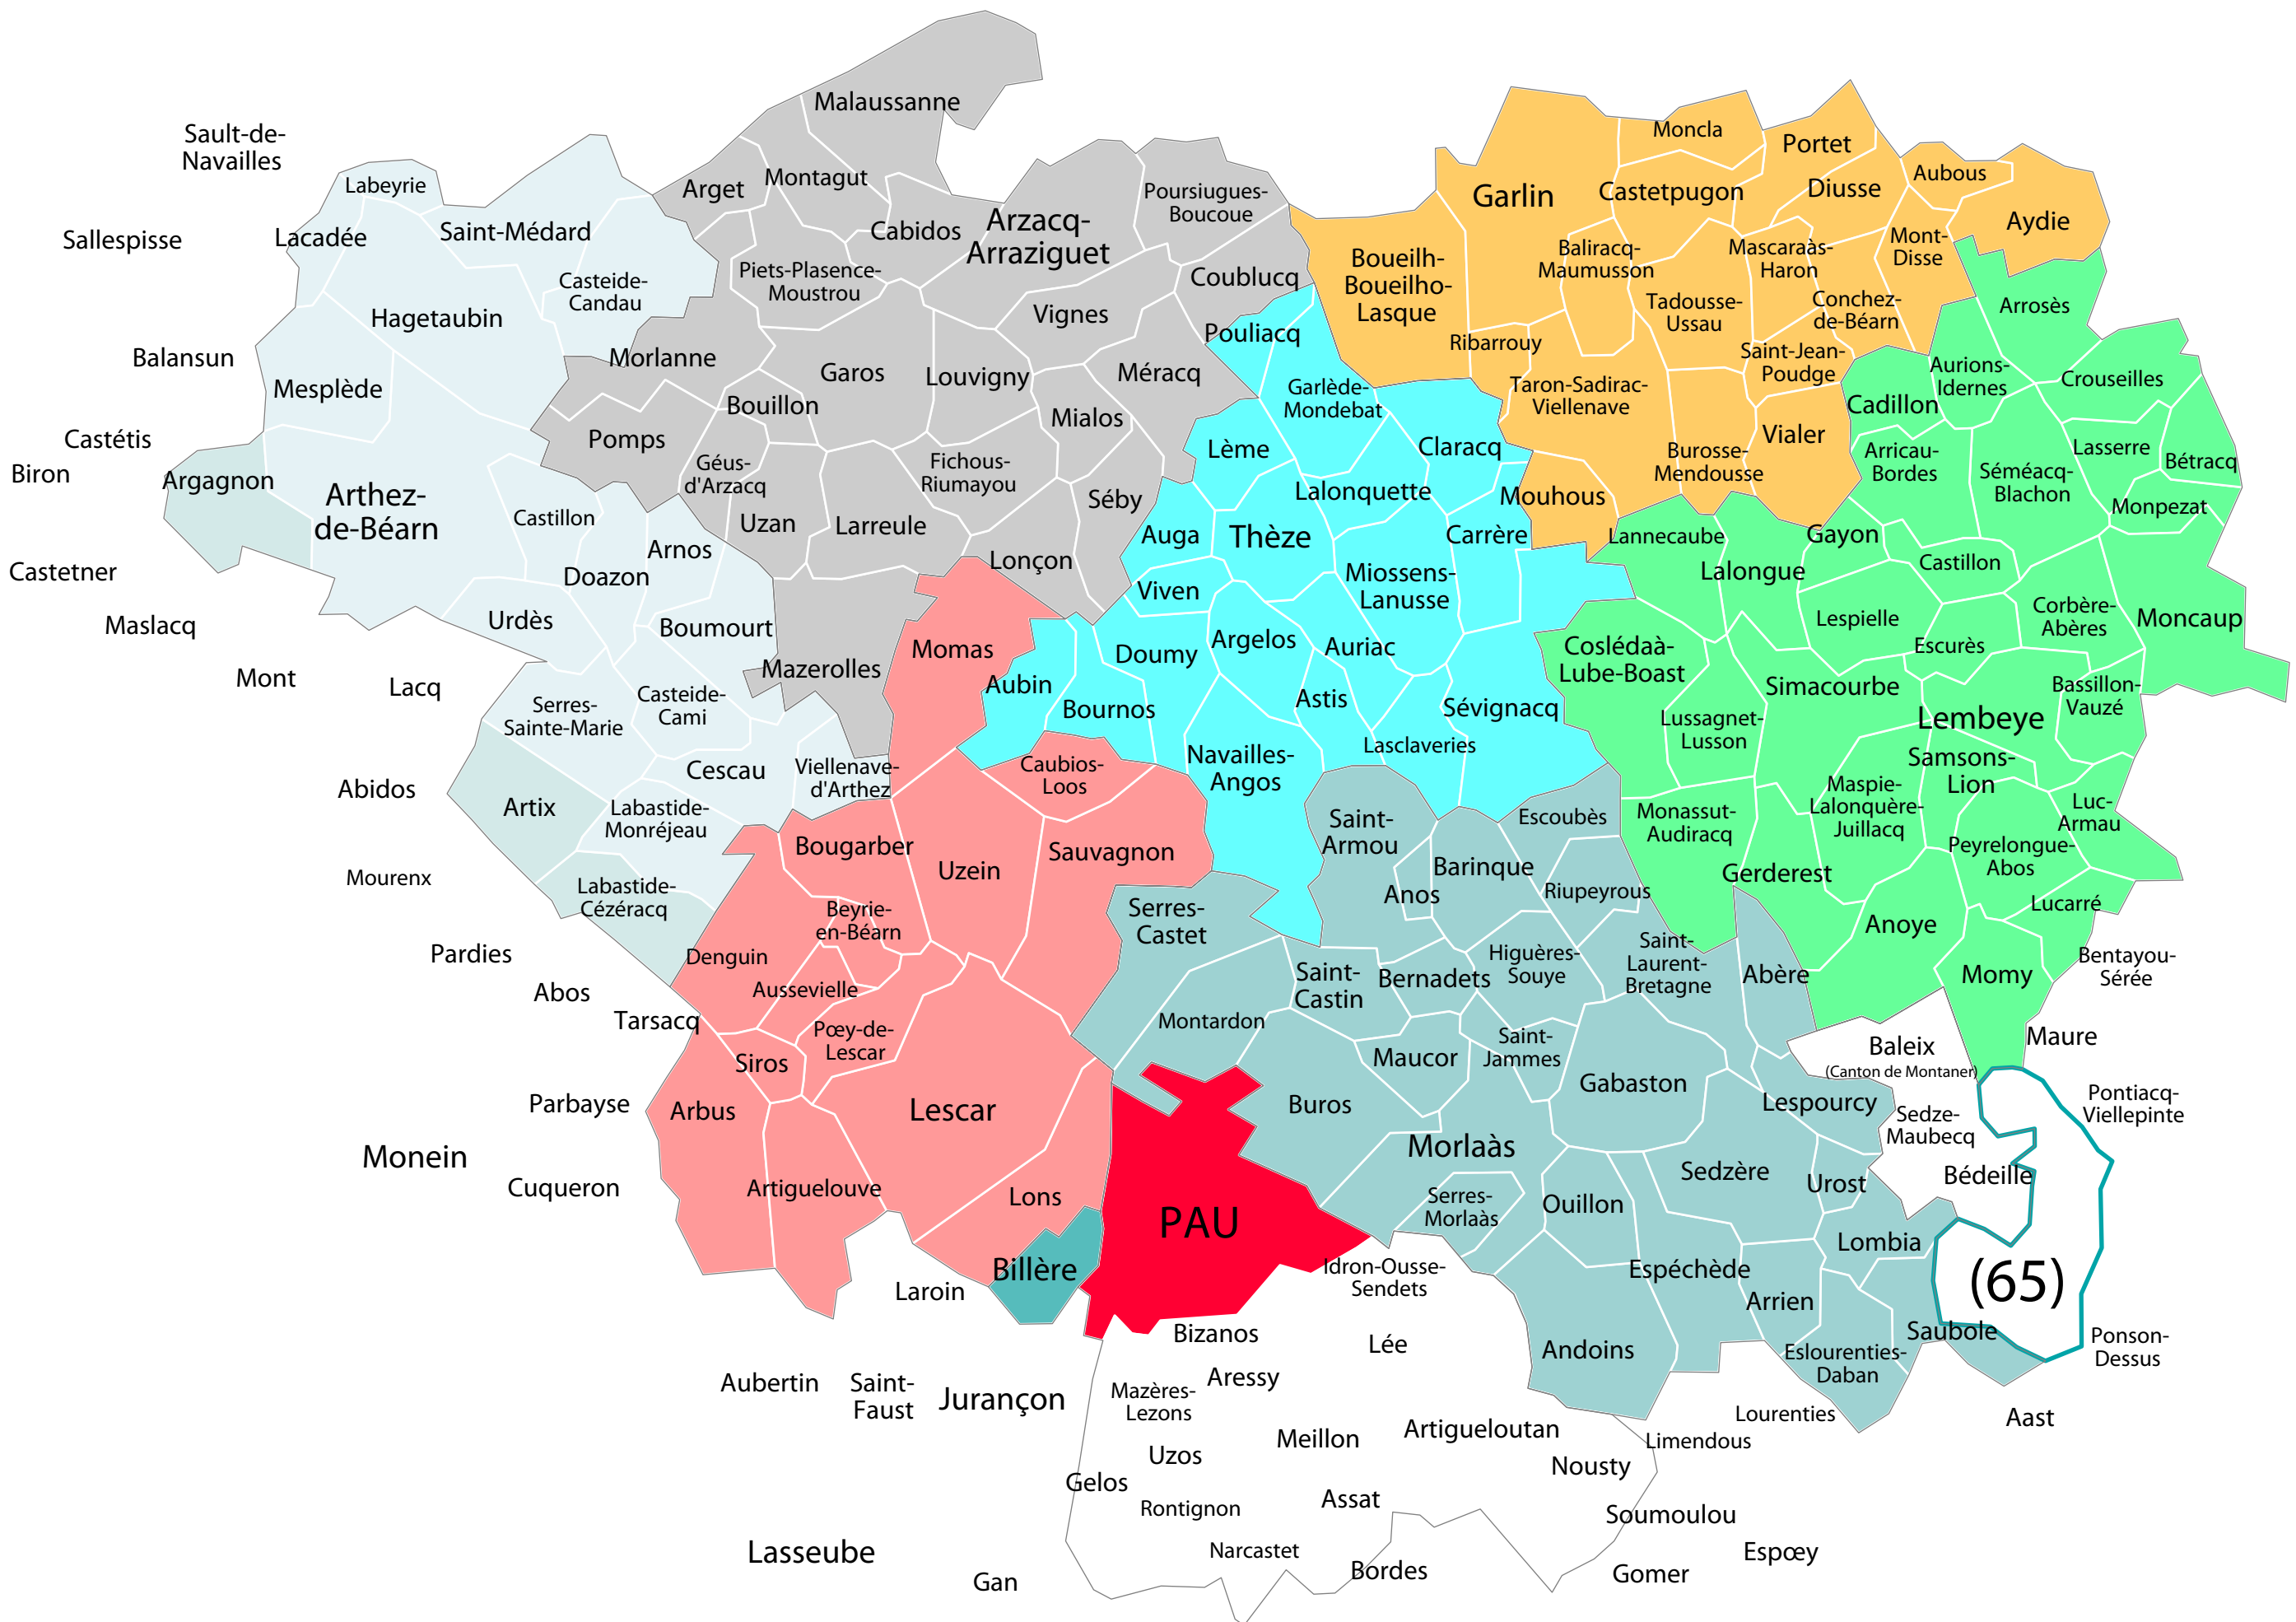 Malaussanne
Sault-de-
Navailles
Labeyrie
Arget
Montagut
Poursiugues-
Boucoue
Moncla
Portet
Garlin
Castetpugon
Diusse
Aubous
Aydie
Sallespisse
Lacadée
Saint-Médard
Cabidos
Arzacq-
Arraziguet
Casteide-
Candau
Piets-Plasence-
Moustrou
Coublucq
Boueilh-
Boueilho-
Lasque
Baliracq-
Maumusson
Mascaraàs-
Haron
Mont-
Disse
Hagetaubin
Vignes
Pouliacq
Ribarrouy
Tadousse-
Ussau
Conchez-
de-Béarn
Arrosès
Balansun
Mesplède
Morlanne
Garos
Louvigny
Méracq
Garlède-
Mondebat
Taron-Sadirac-
Viellenave
Saint-Jean-
Poudge
Aurions-
Idernes
Crouseilles
Cadillon
Castétis
Bouillon
Mialos
Pomps
Lème
Claracq
Burosse-
Mendousse
Vialer
Arricau-
Bordes
Séméacq-
Blachon
Lasserre
Bétracq
Biron
Argagnon
Arthez-
de-Béarn
Géus-
d'Arzacq
Fichous-
Riumayou
Séby
Lalonquette
Mouhous
Monpezat
Castillon
Uzan
Larreule
Auga
Thèze
Carrère
Lannecaube
Gayon
Castetner
Arnos
Doazon
Lonçon
Viven
Miossens-
Lanusse
Lalongue
Castillon
Maslacq
Urdès
Boumourt
Momas
Doumy
Argelos
Auriac
Coslédaà-
Lube-Boast
Lespielle
Escurès
Corbère-
Abères
Moncaup
Mont
Lacq
Mazerolles
Aubin
Bournos
Astis
Sévignacq
Simacourbe
Bassillon-
Vauzé
Serres-
Sainte-Marie
Casteide-
Cami
Lussagnet-
Lusson
Lembeye
Lasclaveries
Navailles-
Angos
Cescau
Viellenave-
d'Arthez
Caubios-
Loos
Samsons-
Lion
Abidos
Artix
Labastide-
Monréjeau
Saint-
Armou
Escoubès
Monassut-
Audiracq
Maspie-
Lalonquère-
Juillacq
Luc-
Armau
Bougarber
Uzein
Sauvagnon
Barinque
Peyrelongue-
Abos
Mourenx
Labastide-
Cézéracq
Anos
Riupeyrous
Gerderest
Lucarré
Beyrie-
en-Béarn
Serres-
Castet
Anoye
Pardies
Denguin
Saint-
Castin
Bernadets
Higuères-
Souye
Saint-
Laurent-
Bretagne
Abère
Momy
Bentayou-
Sérée
Abos
Aussevielle
Tarsacq
Montardon
Pœy-de-
Lescar
Siros
Maucor
Saint-
Jammes
Baleix
(Canton de Montaner)
Maure
Gabaston
Parbayse
Arbus
Lescar
Buros
Lespourcy
Sedze-
Maubecq
Pontiacq-
Viellepinte
Monein
Morlaàs
Sedzère
Bédeille
Cuqueron
Artiguelouve
Lons
PAU
Serres-
Morlaàs
Ouillon
Urost
Lombia
Billère
Idron-Ousse-
Sendets
Espéchède
(65)
Laroin
Arrien
Bizanos
Lée
Andoins
Eslourenties-
Daban
Saubole
Ponson-
Dessus
Aubertin
Saint-
Faust
Jurançon
Mazères-
Lezons
Aressy
Artigueloutan
Lourenties
Aast
Uzos
Meillon
Limendous
Nousty
Gelos
Rontignon
Assat
Soumoulou
Lasseube
Narcastet
Espœy
Gan
Bordes
Gomer